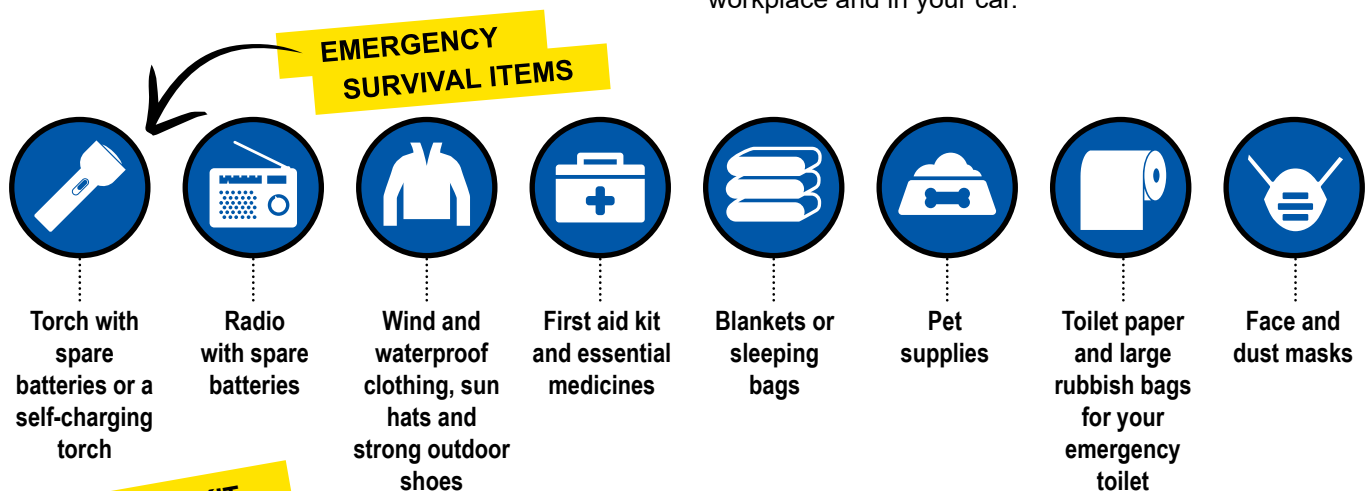 workplace and in your car.
EMERGENCY
SURVIVAL ITEMS
Torch with
spare
batteries or a
self-charging
torch
Radio
with spare
batteries
Wind and
waterproof
clothing, sun
hats and
strong outdoor
shoes
First aid kit
and essential
medicines
Blankets or
sleeping
bags
Pet
supplies
Toilet paper
and large
rubbish bags
for your
emergency
toilet
Face and
dust masks